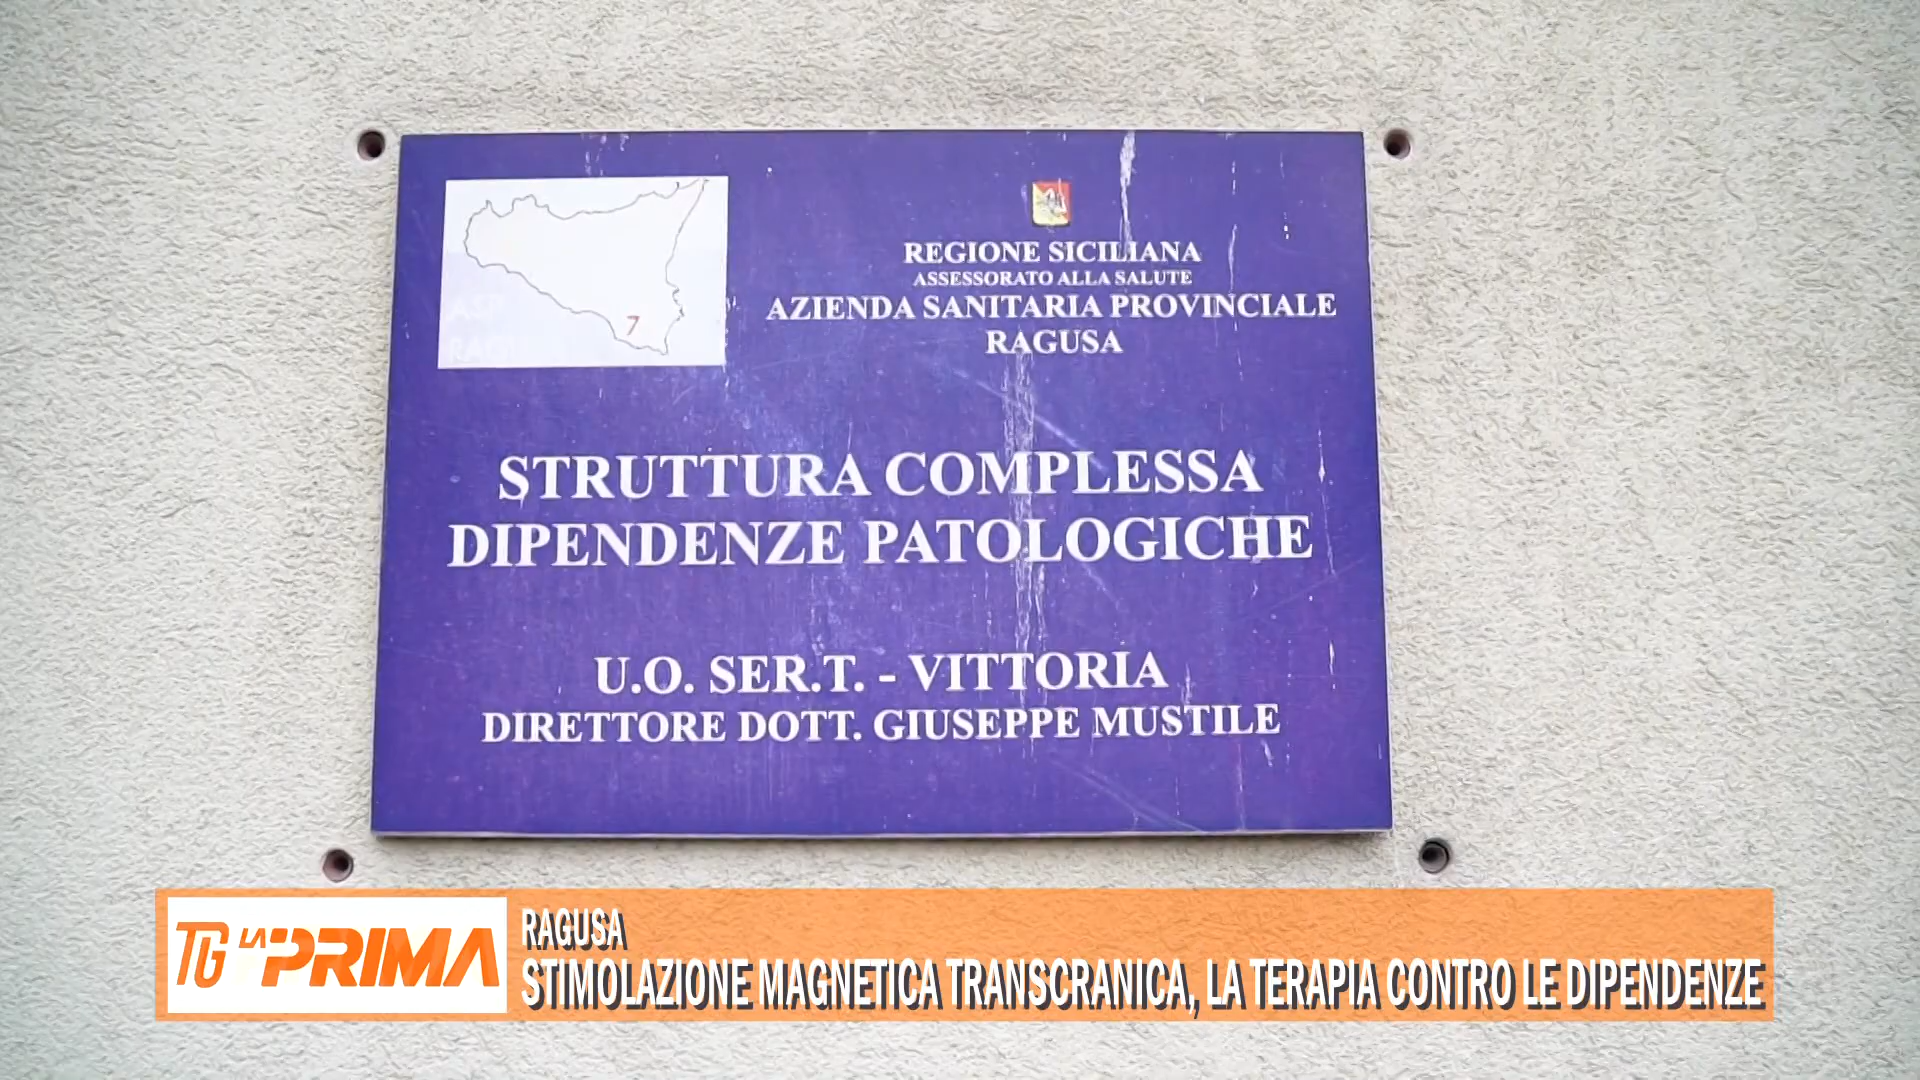 REGIONE SICILIANA
ASSESSORATO ALLA SALUTE
AZIENDA SANITARIA PROVINCIALE
RAGUSA
7
STRUTTURA COMPLESSA
DIPENDENZE PATOLOGICHE
U.O. SER.T. - VITTORIA
DIRETTORE DOTT. GIUSEPPE MUSTILE
TG LA PRIMA
RAGUSA
STIMOLAZIONE MAGNETICA TRANSCRANICA, LA TERAPIA CONTRO LE DIPENDENZE